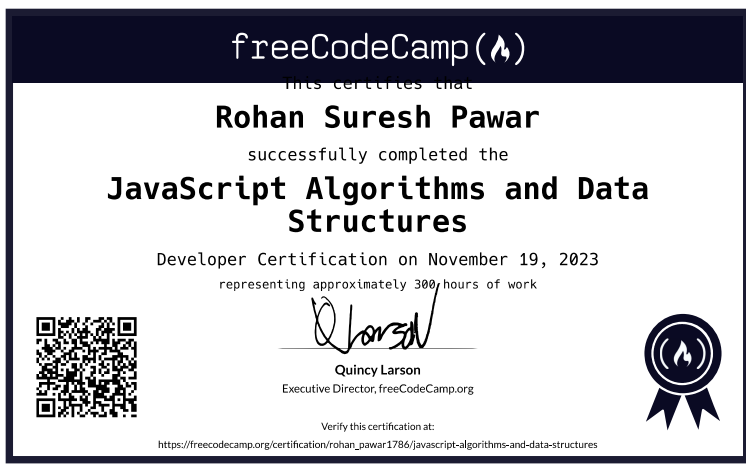 freeCodeCamp
This certifies that
Rohan Suresh Pawar
successfully completed the
JavaScript Algorithms and Data
Structures
Developer Certification on November 19, 2023
representing approximately 300 hours of work
Quincy Larson
Executive Director, freeCodeCamp.org
Verify this certification at:
https://freecodecamp.org/certification/rohan_pawar1786/javascript-algorithms-and-data-structures